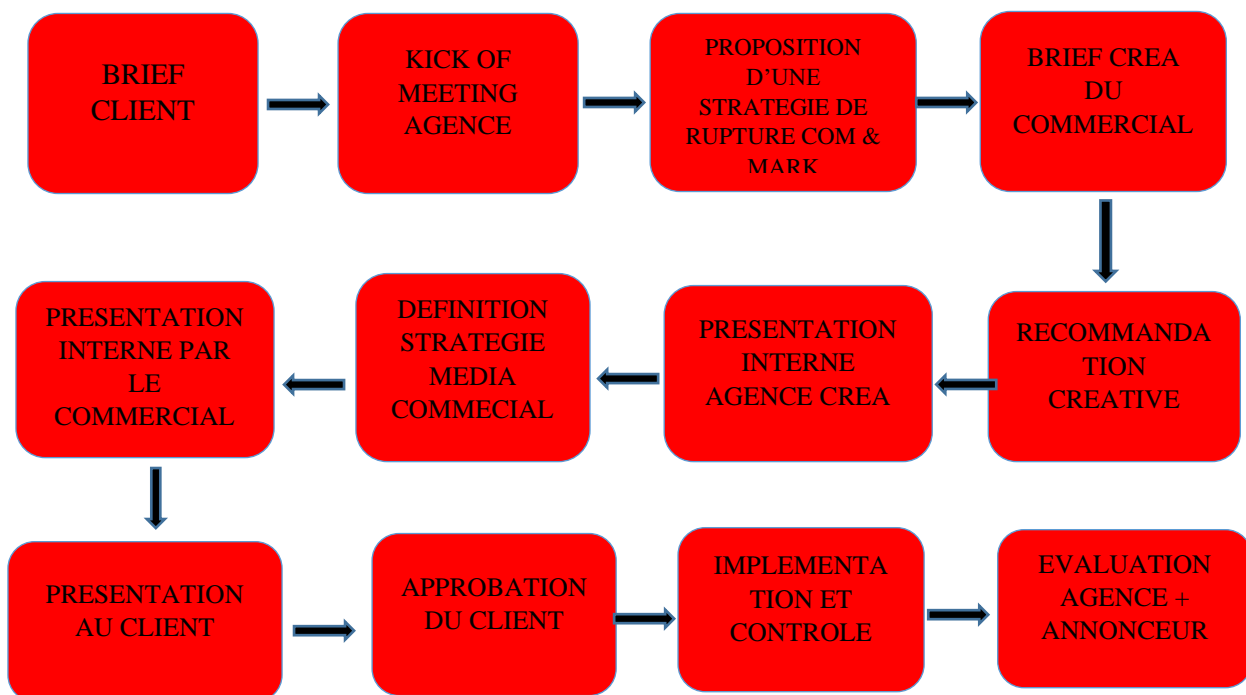 BRIEF
CLIENT
KICK OF
MEETING
AGENCE
PROPOSITION
D’UNE
STRATEGIE DE
RUPTURE COM &
MARK
BRIEF CREA
DU
COMMERCIAL
RECOMMANDA
TION
CREATIVE
PRESENTATION
INTERNE
AGENCE CREA
DEFINITION
STRATEGIE
MEDIA
COMMECIAL
PRESENTATION
INTERNE PAR
LE
COMMERCIAL
PRESENTATION
AU CLIENT
APPROBATION
DU CLIENT
IMPLEMENTA
TION ET
CONTROLE
EVALUATION
AGENCE +
ANNONCEUR